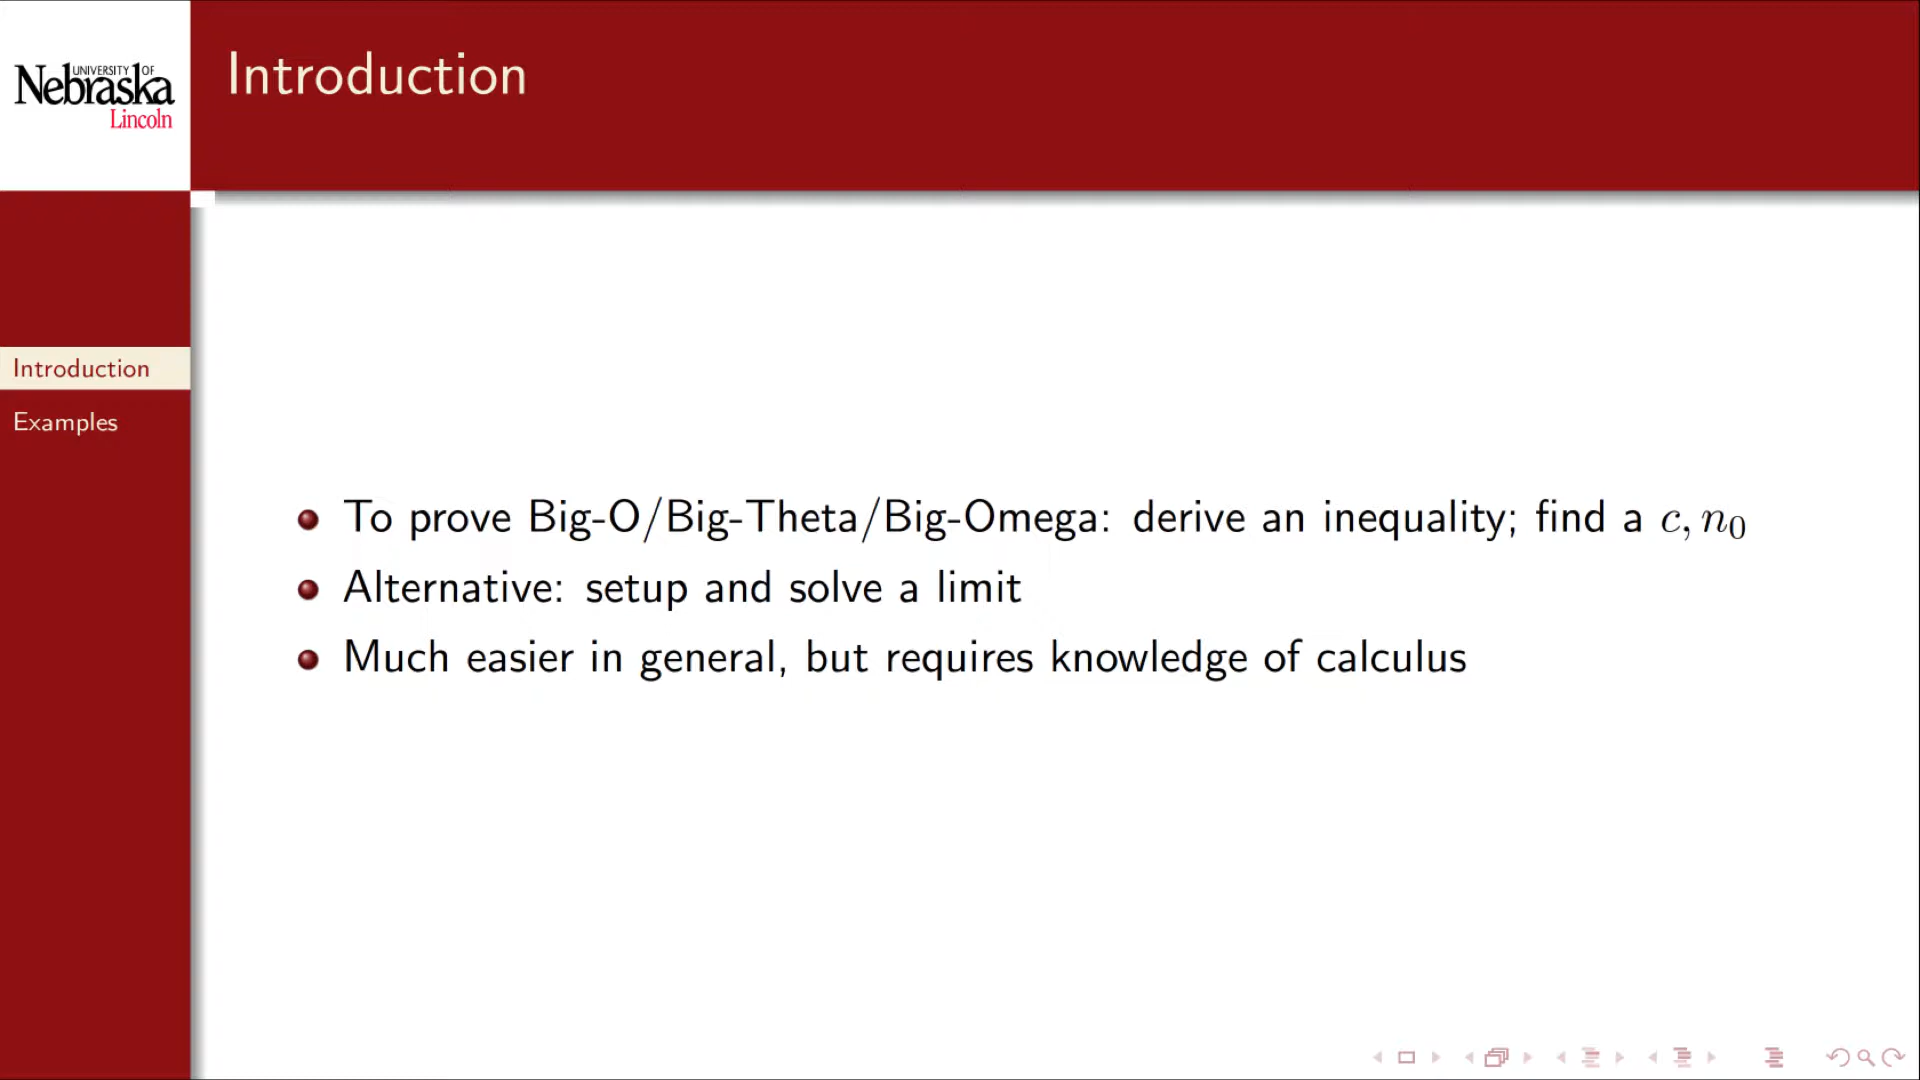 UNIVERSITY OF
Nebraska
Lincoln
Introduction
Introduction
Examples
To prove Big-O/Big-Theta/Big-Omega: derive an inequality; find a c, n₀
Alternative: setup and solve a limit
Much easier in general, but requires knowledge of calculus